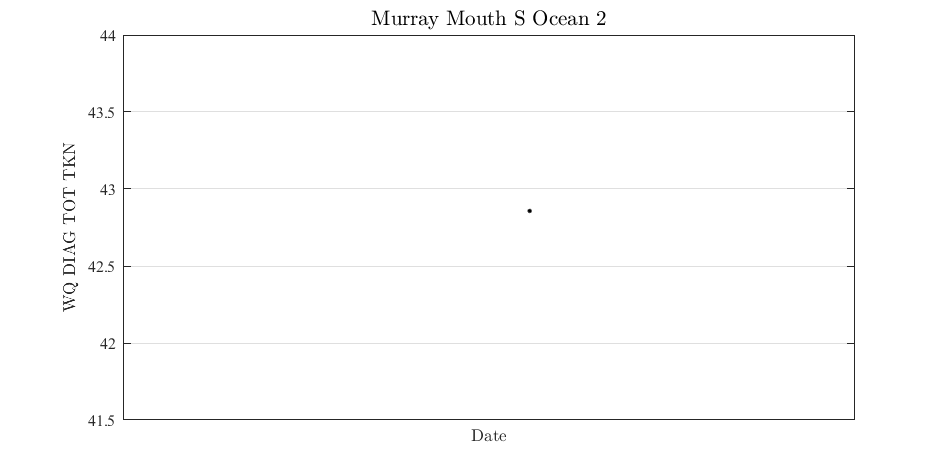 Murray Mouth S Ocean 2
44
43.5
43
42.5
42
41.5
WQ DIAG TOT TKN
Date